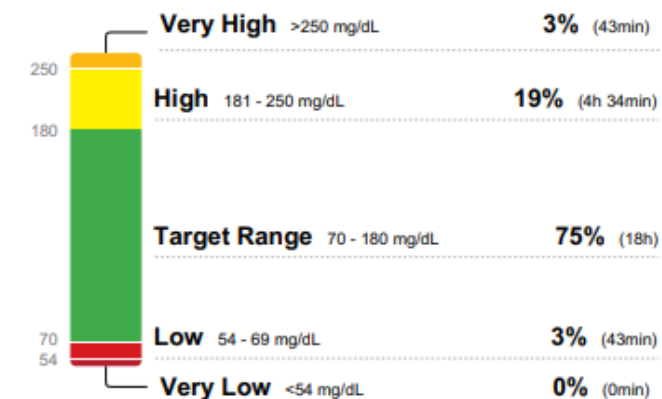 Very High >250 mg/dL 3% (43min)
250
High 181 - 250 mg/dL 19% (4h 34min)
180
Target Range 70 - 180 mg/dL 75% (18h)
70
Low 54 - 69 mg/dL 3% (43min)
54
Very Low <54 mg/dL 0% (0min)